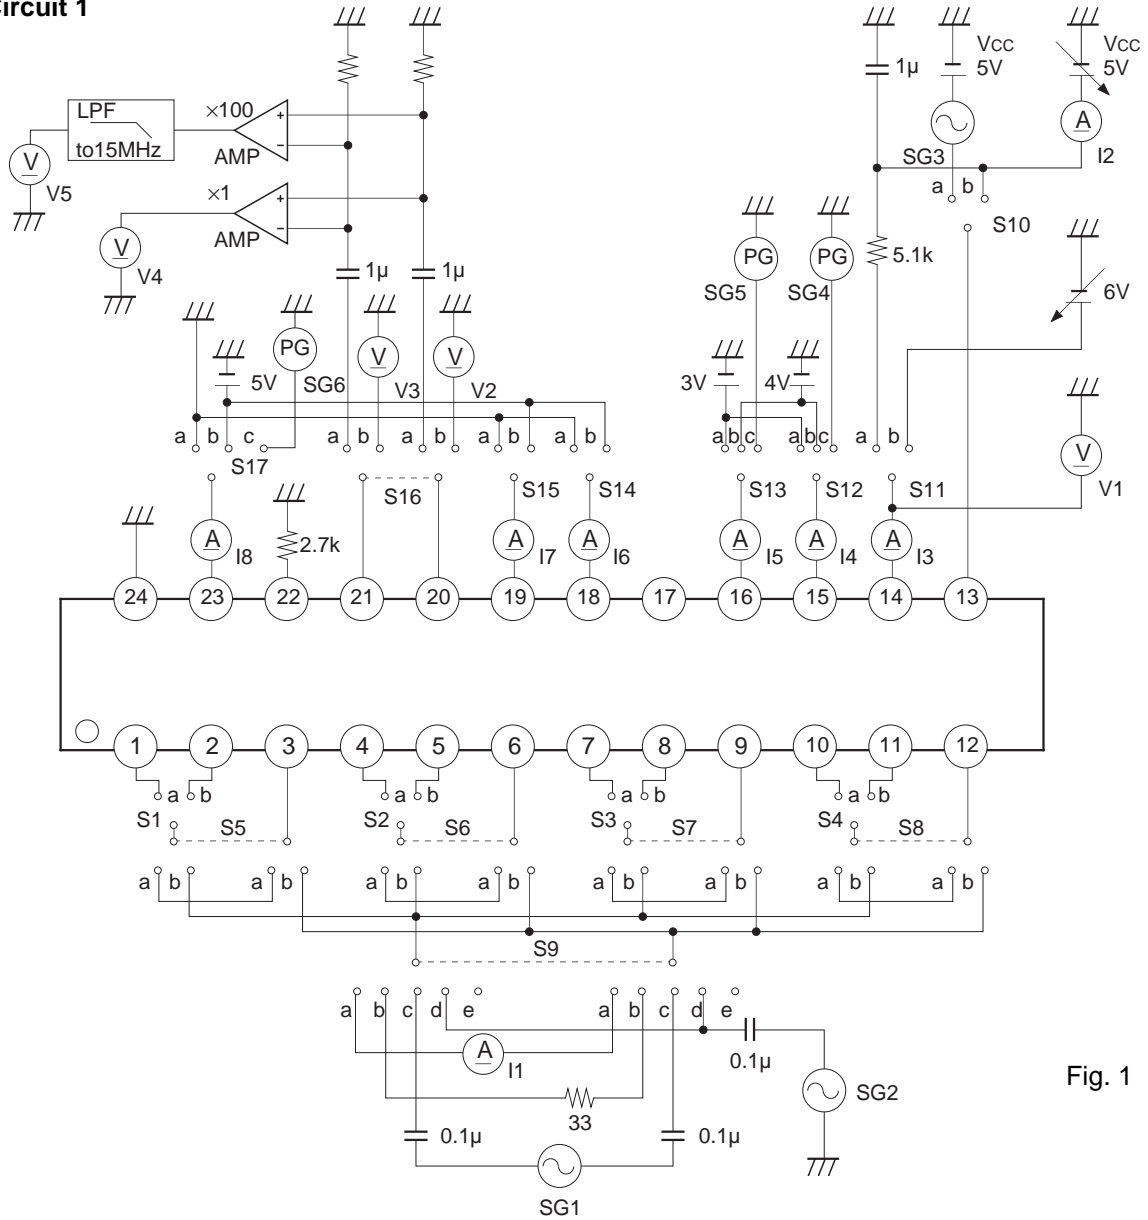 Circuit 1
VCC
5V
VCC
5V
1µ
LPF
to15MHz
×100
AMP
A
I2
SG3
V
V5
×1
AMP
a b
S10
V
V4
1µ
1µ
PG
SG5
PG
SG4
5.1k
6V
5V
PG
SG6
V
V3
V
V2
3V
4V
a b c
a b
a b
a b
a b
a b c
a b c
a b
S17
S16
S15
S14
S13
S12
S11
V
V1
A
I8
2.7k
A
I7
A
I6
A
I5
A
I4
A
I3
24 23 22 21 20 19 18 17 16 15 14 13
1 2 3 4 5 6 7 8 9 10 11 12
a b
a b
a b
a b
S1 S5 S2 S6 S3 S7 S4 S8
a b a b a b a b a b a b a b a b
S9
a b c d e a b c d e
A
I1
0.1µ
33
SG2
0.1µ
0.1µ
SG1
Fig. 1